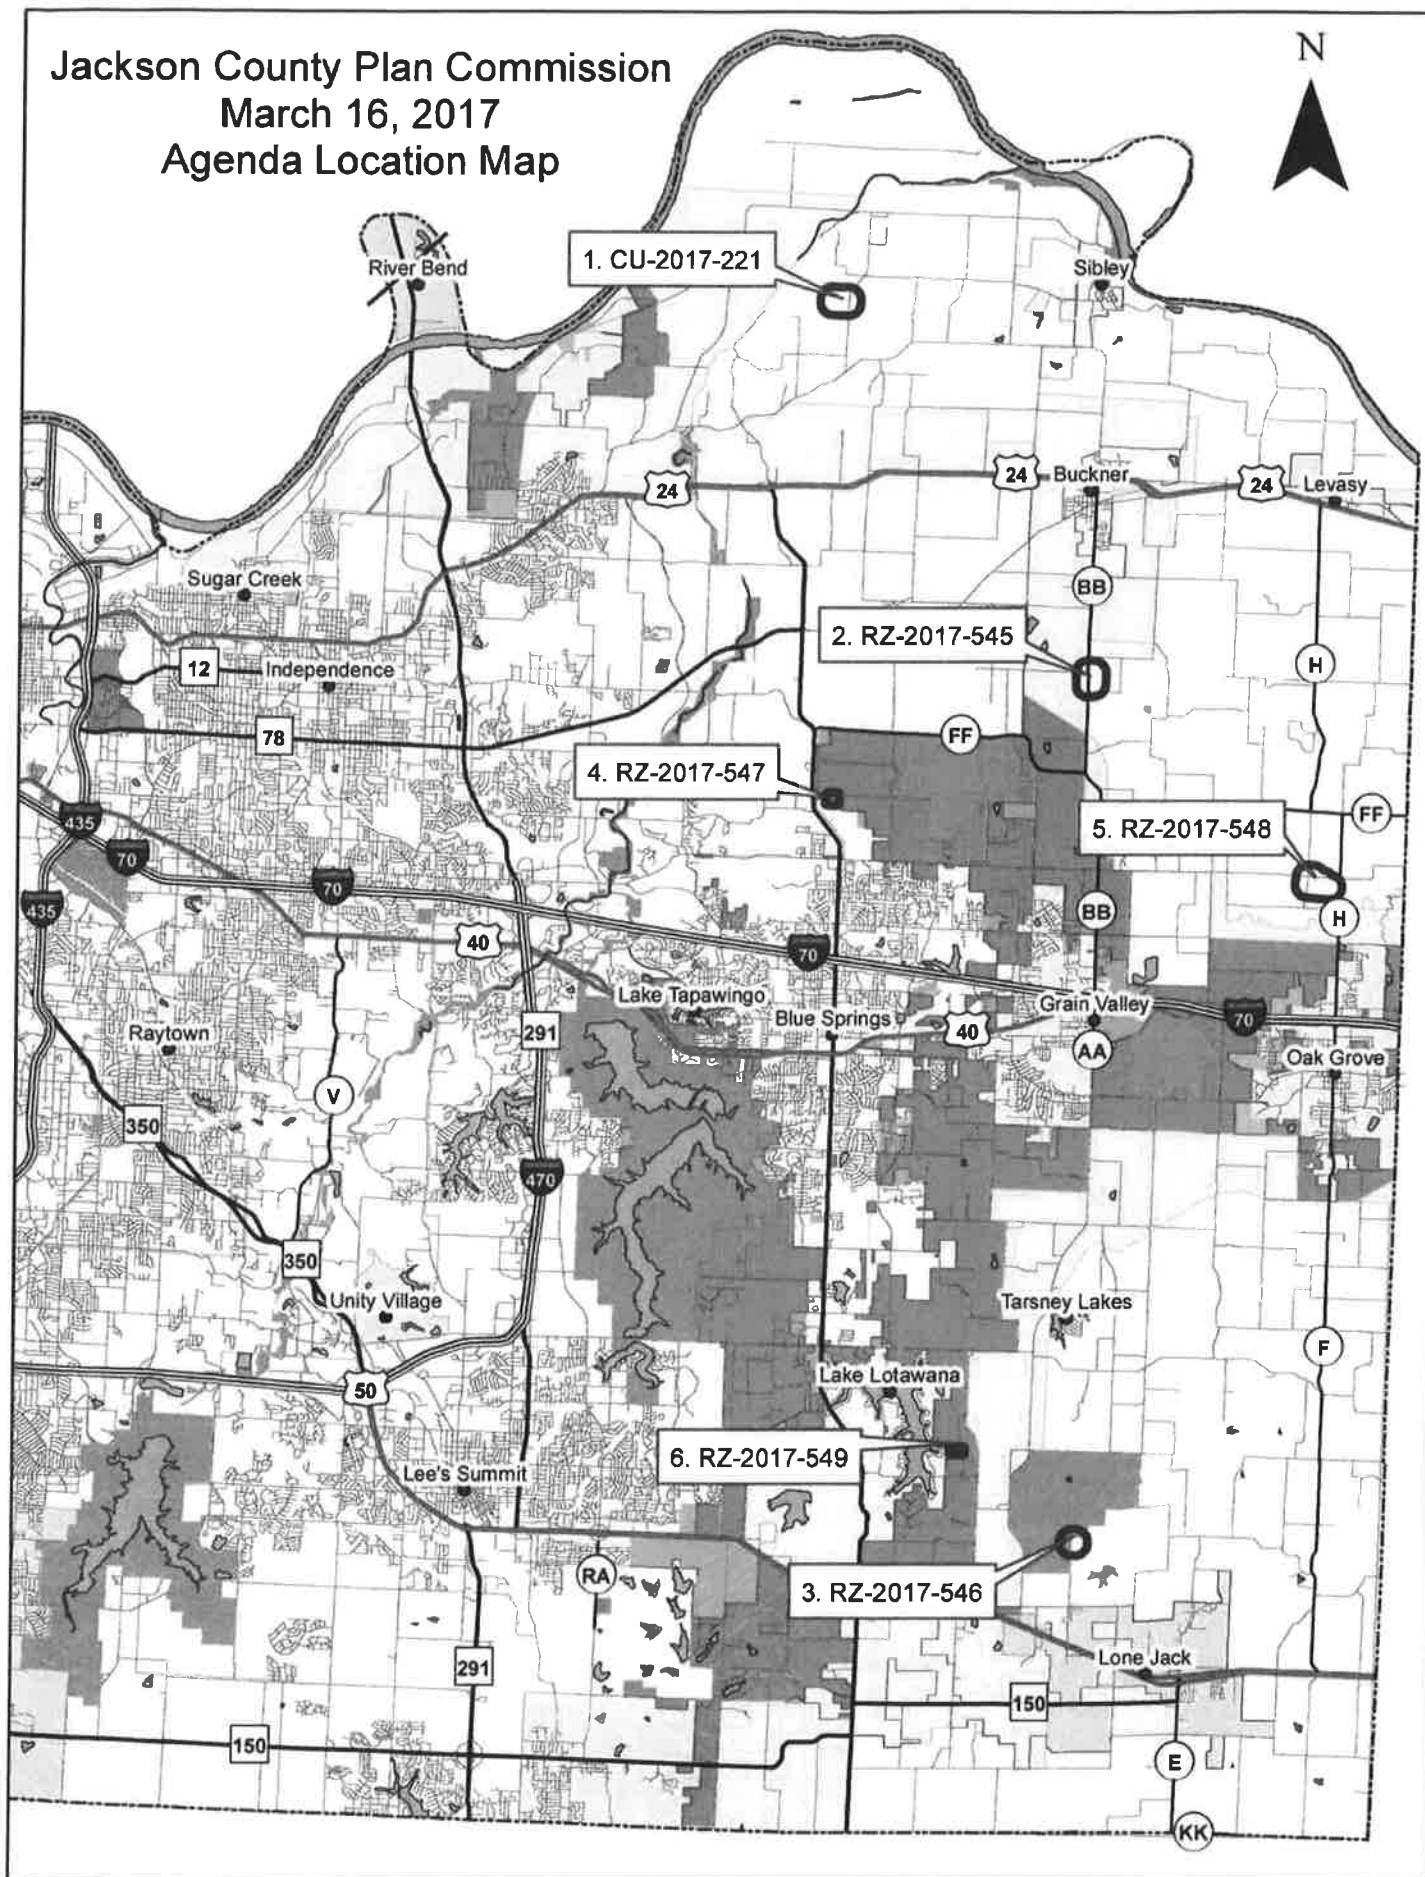 Jackson County Plan Commission
March 16, 2017
Agenda Location Map
N
1. CU-2017-221
River Bend
Sibley
24
24
Buckner
24
Levasy
Sugar Creek
BB
2. RZ-2017-545
12
Independence
H
78
FF
4. RZ-2017-547
435
FF
5. RZ-2017-548
70
70
435
BB
H
40
70
Lake Tapawingo
Grain Valley
Blue Springs
40
70
291
Raytown
AA
Oak Grove
V
350
470
350
Unity Village
Tarsney Lakes
F
Lake Lotawana
50
6. RZ-2017-549
Lee's Summit
RA
3. RZ-2017-546
Lone Jack
291
150
150
E
KK